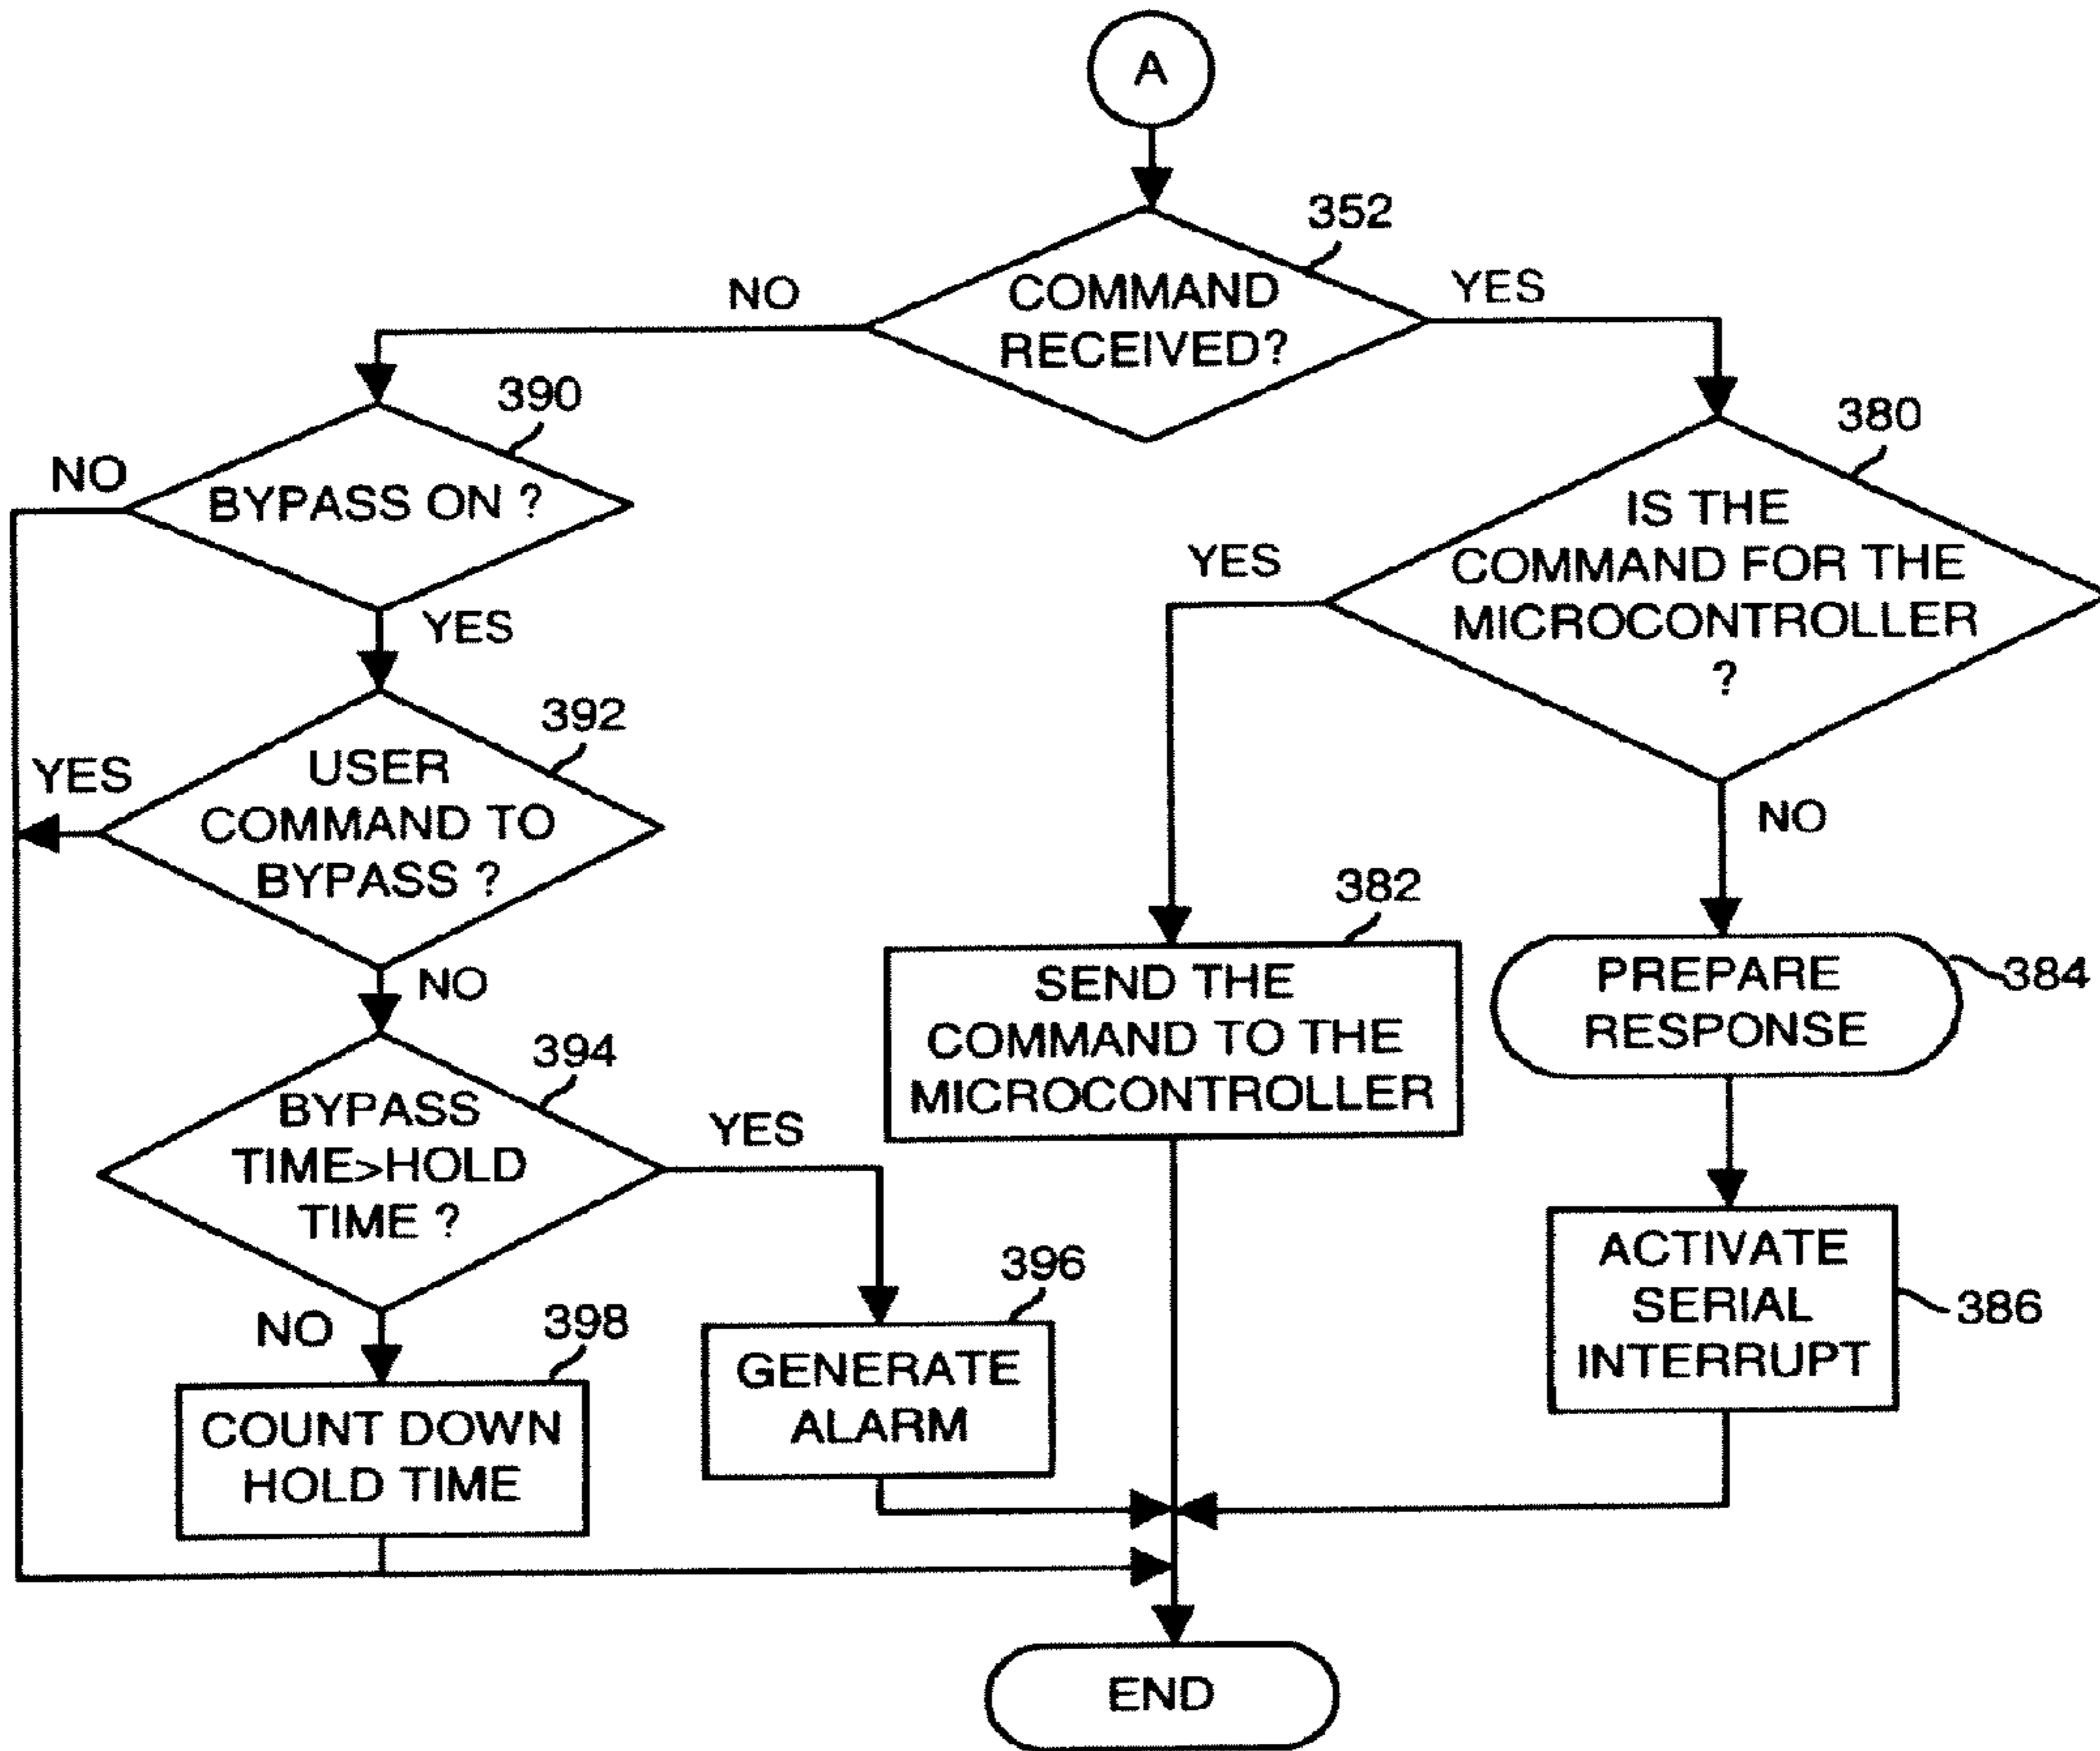 A
352
COMMAND
RECEIVED?
NO
YES
390
BYPASS ON ?
NO
YES
380
IS THE
COMMAND FOR THE
MICROCONTROLLER
?
YES
NO
392
USER
COMMAND TO
BYPASS ?
YES
NO
382
SEND THE
COMMAND TO THE
MICROCONTROLLER
384
PREPARE
RESPONSE
394
BYPASS
TIME>HOLD
TIME ?
YES
NO
396
GENERATE
ALARM
386
ACTIVATE
SERIAL
INTERRUPT
398
COUNT DOWN
HOLD TIME
END